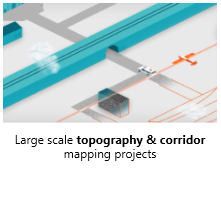 Large scale topography & corridor
mapping projects